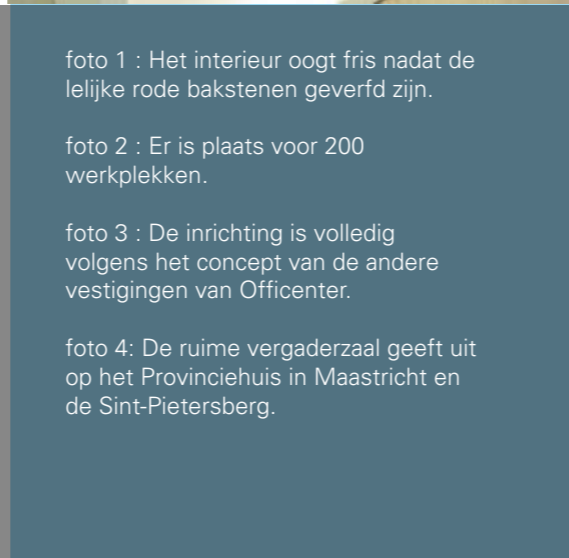 foto 1 : Het interieur oogt fris nadat de
lelijke rode bakstenen geverfd zijn.
foto 2 : Er is plaats voor 200
werkplekken.
foto 3 : De inrichting is volledig
volgens het concept van de andere
vestigingen van Officenter.
foto 4: De ruime vergaderzaal geeft uit
op het Provinciehuis in Maastricht en
de Sint-Pietersberg.